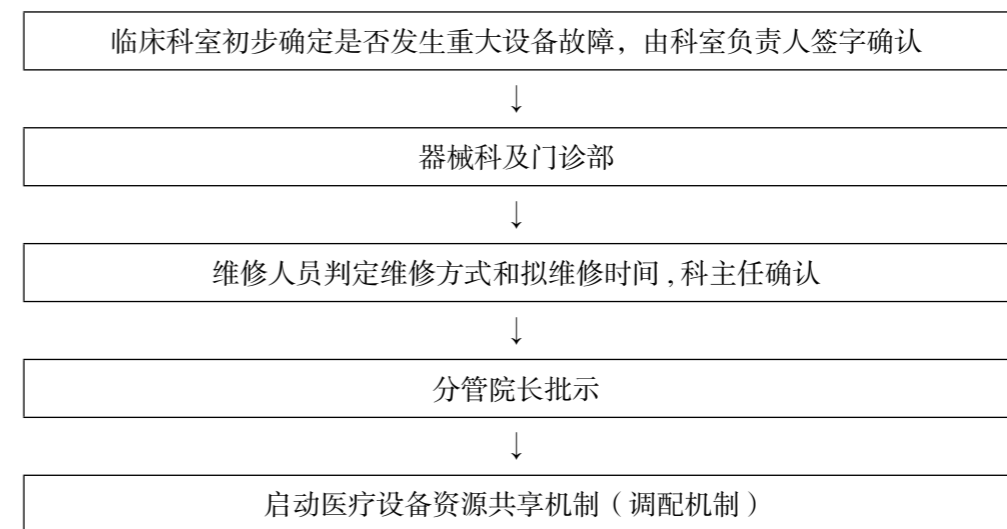 临床科室初步确定是否发生重大设备故障，由科室负责人签字确认
↓
器械科及门诊部
↓
维修人员判定维修方式和拟维修时间,科主任确认
↓
分管院长批示
↓
启动医疗设备资源共享机制（调配机制）